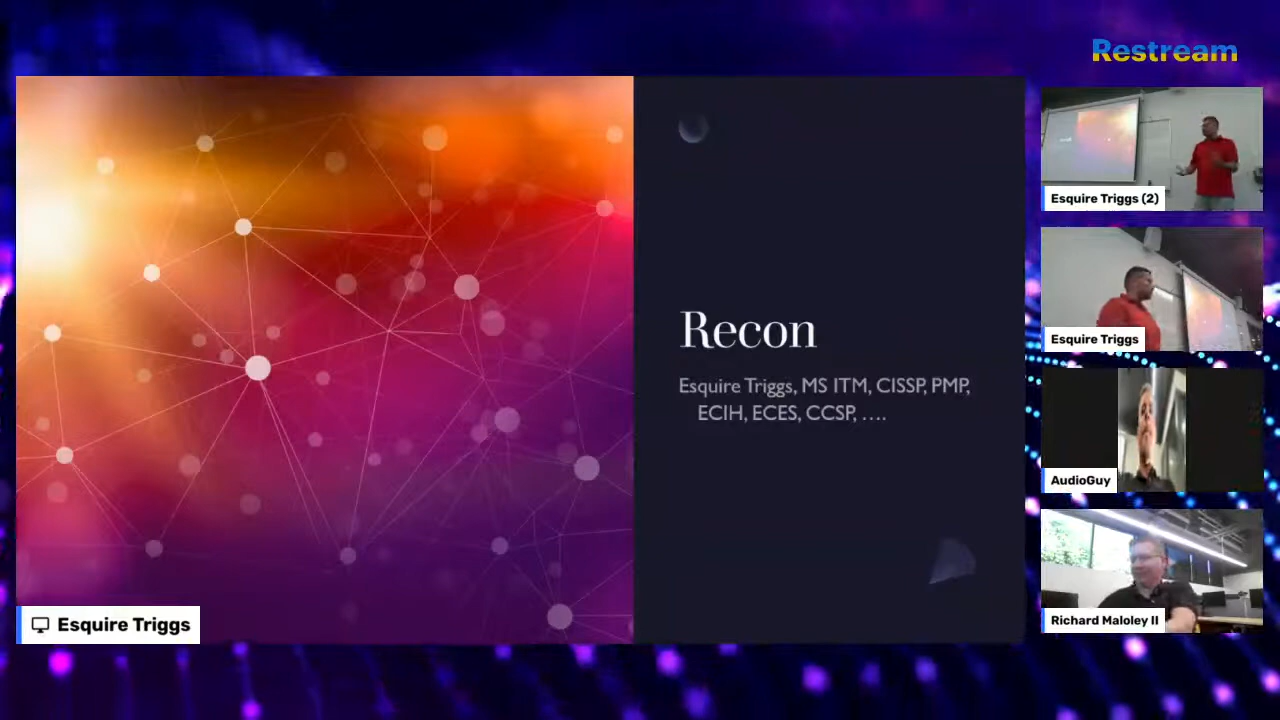 Restream
Recon
Esquire Triggs, MS ITM, CISSP, PMP,
ECIH, ECES, CCSP, ....
Esquire Triggs
Esquire Triggs (2)
Esquire Triggs
AudioGuy
Richard Maloley II